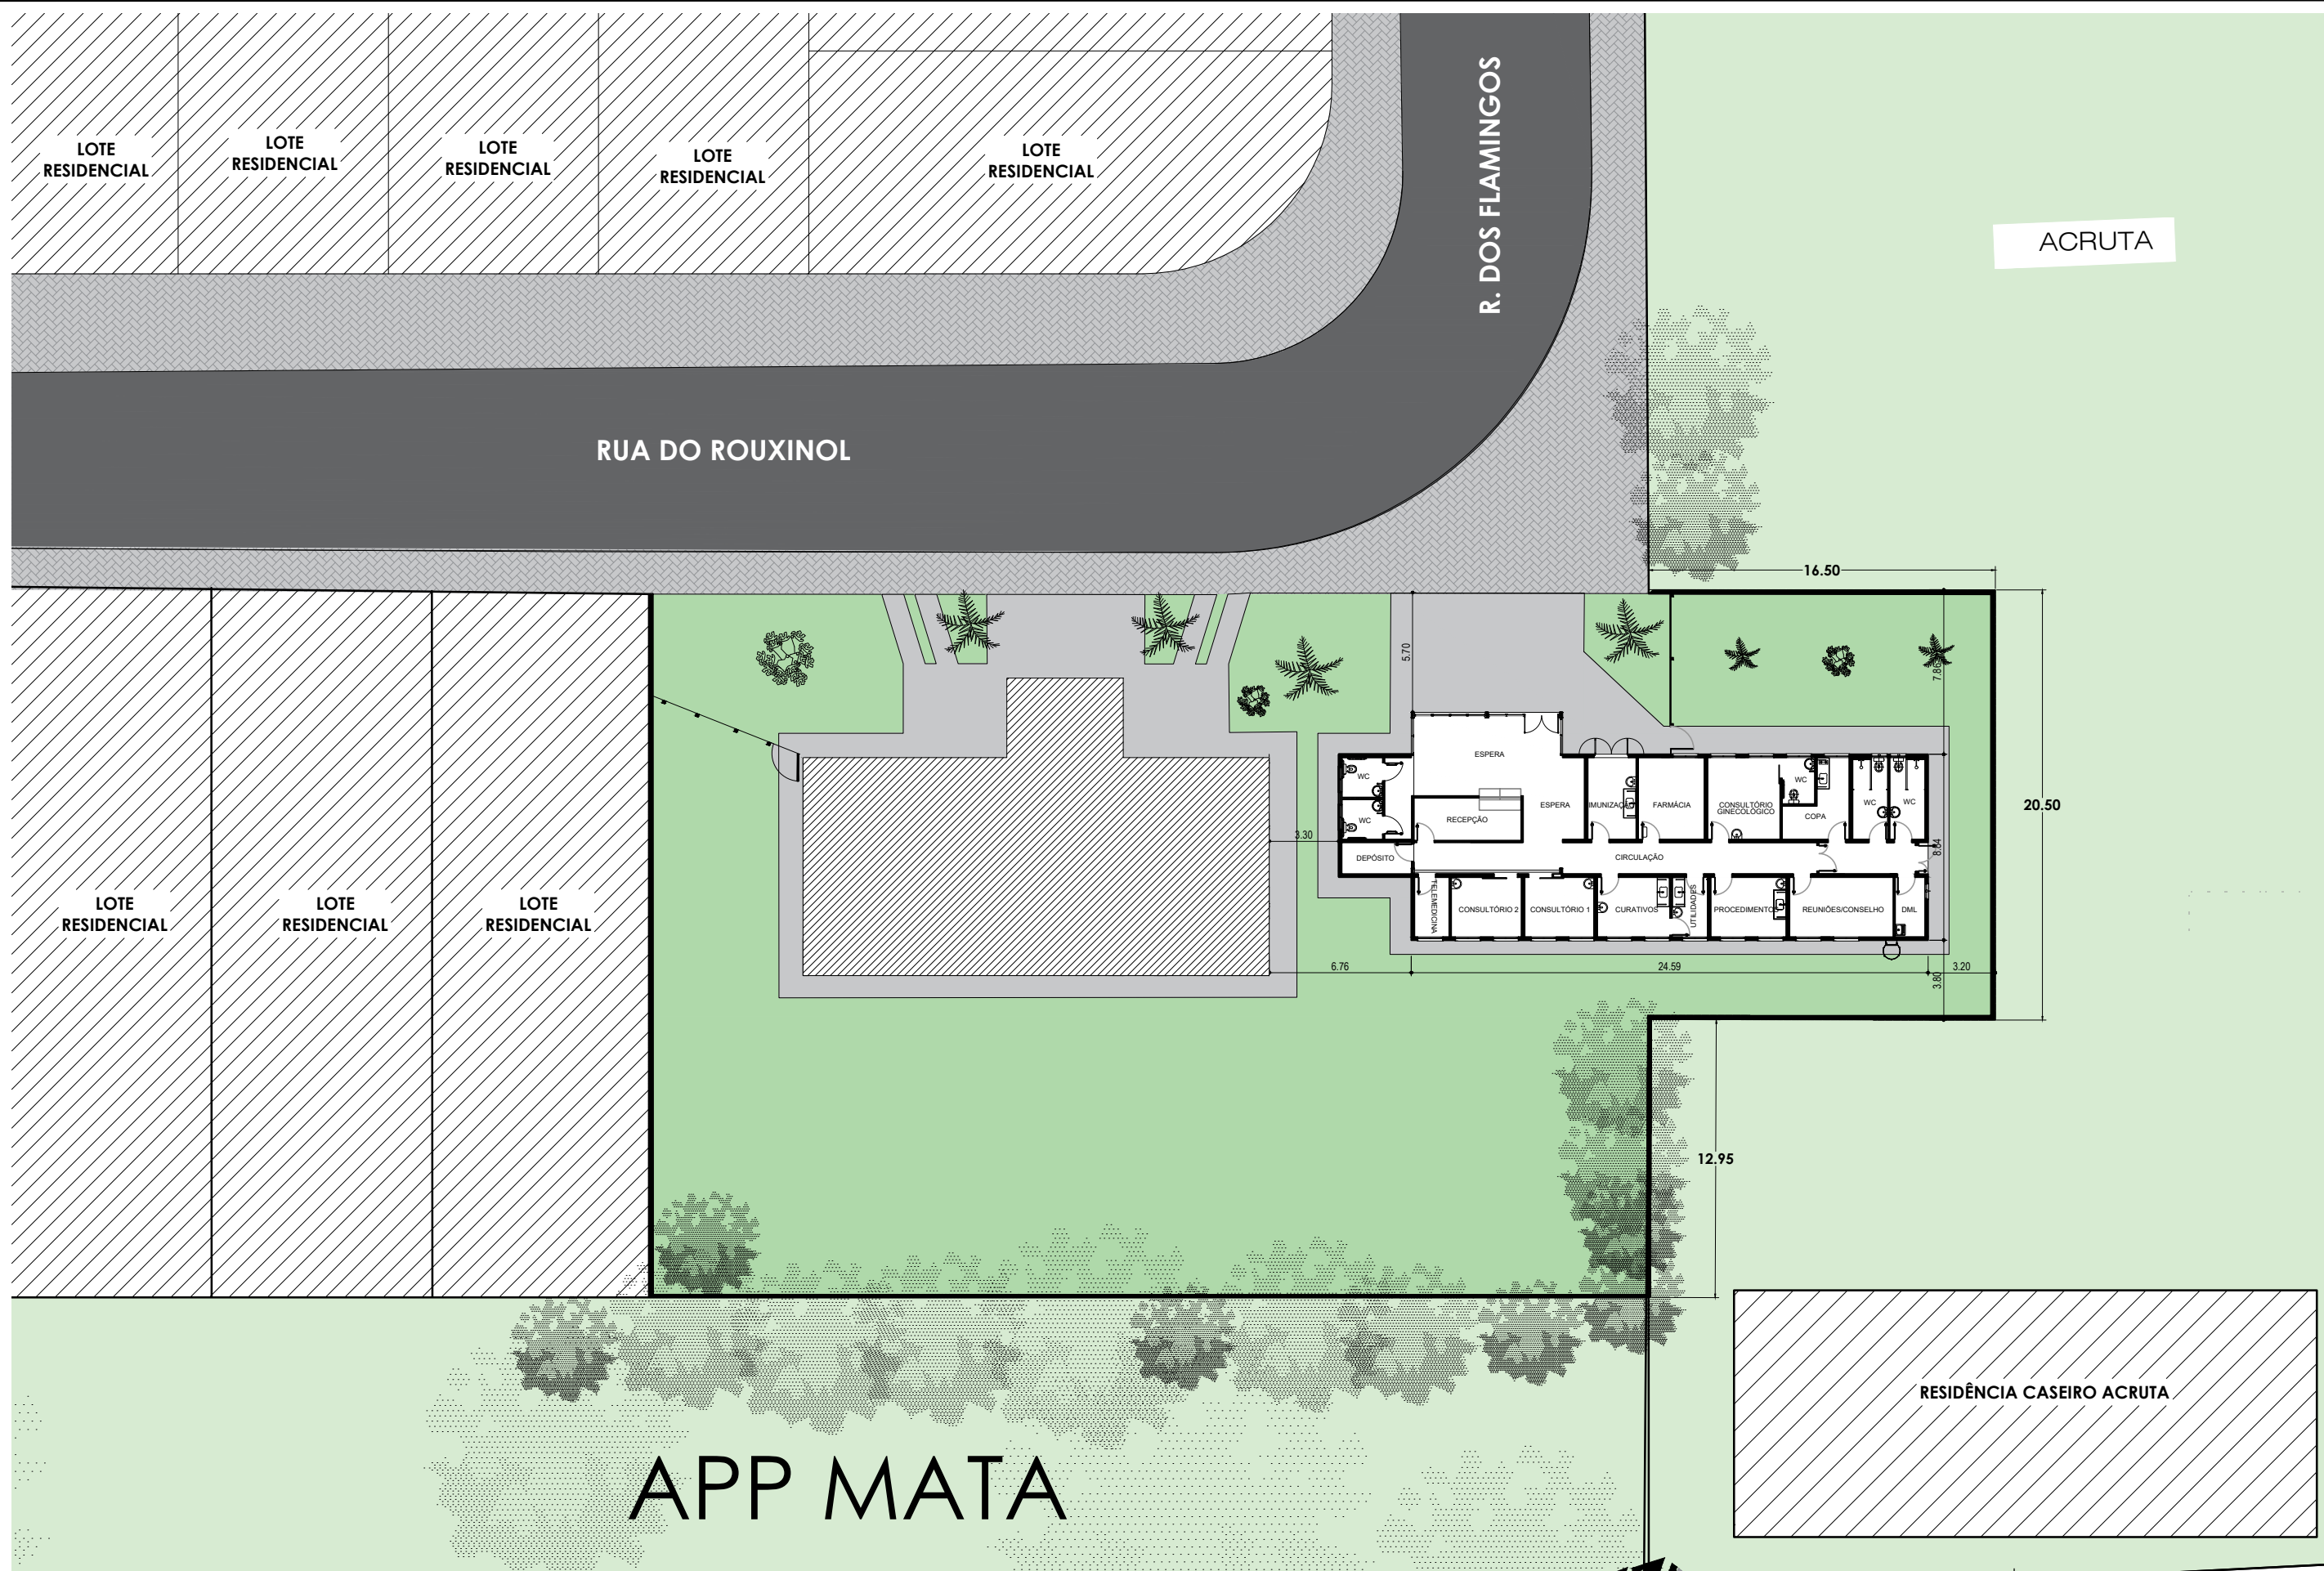 LOTE
RESIDENCIAL
LOTE
RESIDENCIAL
LOTE
RESIDENCIAL
LOTE
RESIDENCIAL
LOTE
RESIDENCIAL
R. DOS FLAMINGOS
ACRUTA
RUA DO ROUXINOL
16.50
5.70
7.86
20.50
ESPERA
WC
WC
RECEPÇÃO
ESPERA
IMUNIZAÇÃO
FARMÁCIA
CONSULTÓRIO
GINECOLÓGICO
WC
COPA
WC
WC
3.30
DEPÓSITO
CIRCULAÇÃO
8.84
TELEMEDICINA
CONSULTÓRIO 2
CONSULTÓRIO 1
CURATIVOS
UTILIDADES
PROCEDIMENTOS
REUNIÕES/CONSELHO
DML
LOTE
RESIDENCIAL
LOTE
RESIDENCIAL
LOTE
RESIDENCIAL
6.76
24.59
3.20
3.80
12.95
RESIDÊNCIA CASEIRO ACRUTA
APP MATA